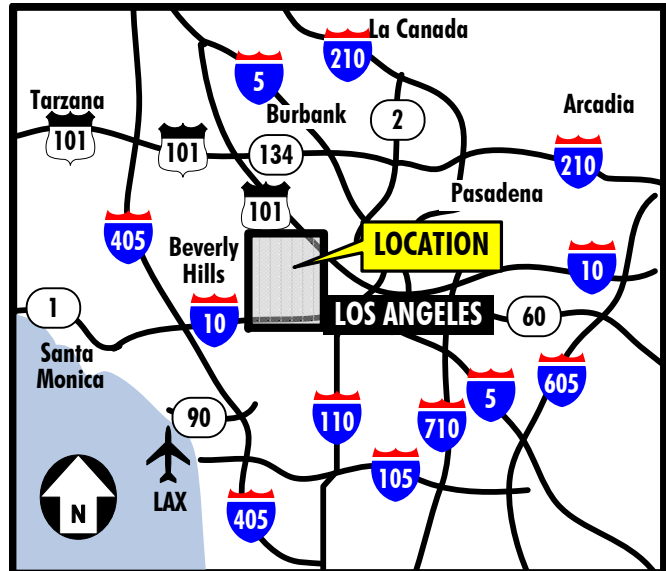 La Canada
210
5
Tarzana
Burbank
2
Arcadia
101
101
134
210
101
Pasadena
405
Beverly
Hills
LOCATION
10
1
10
LOS ANGELES
60
Santa
Monica
90
110
710
5
605
LAX
105
N
405